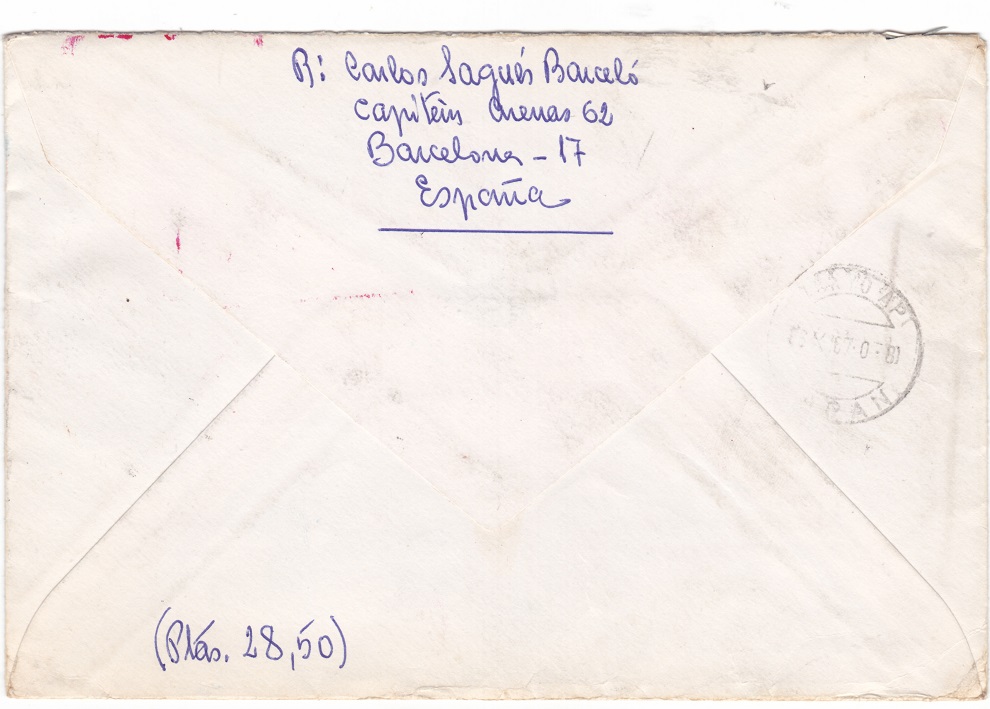 R: Carlos Sagués Barceló
Capitán Arenas 62
Barcelona - 17
España
(Ptas. 28,50)